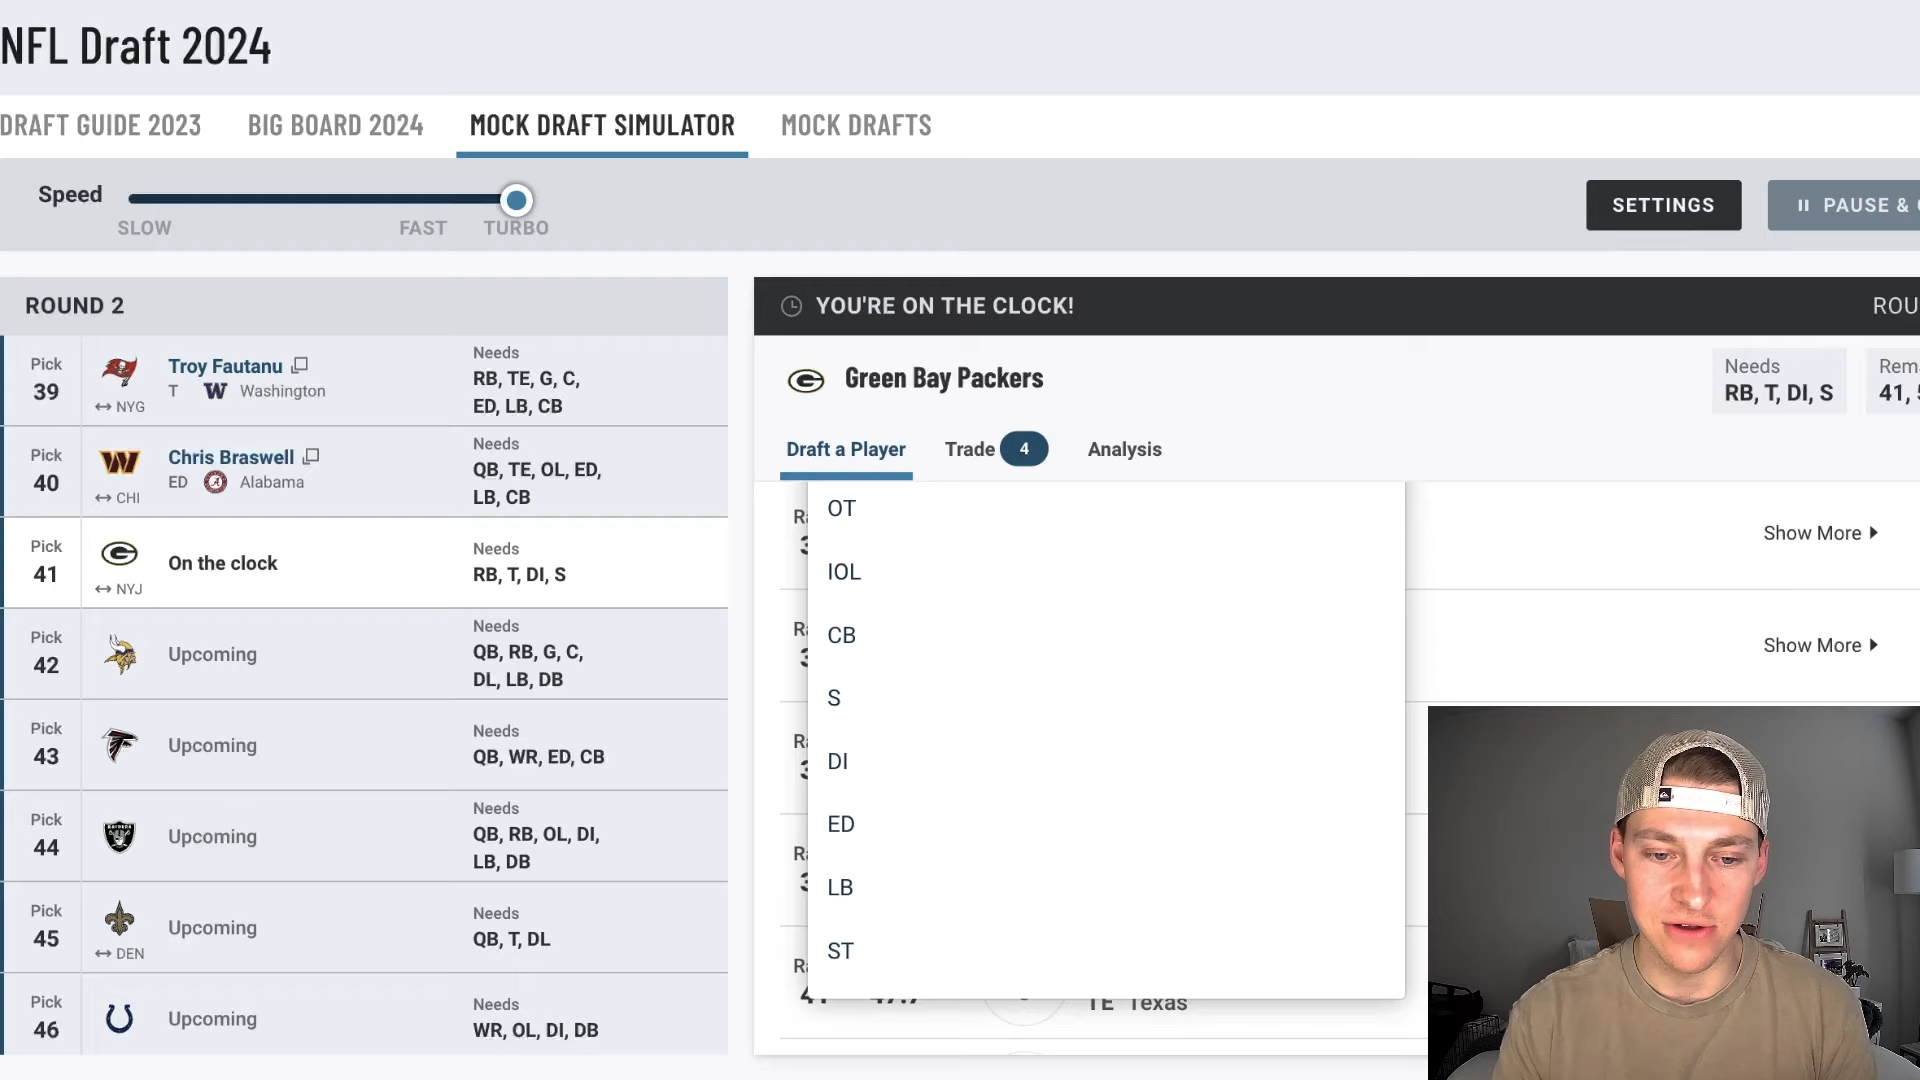 NFL Draft 2024
DRAFT GUIDE 2023
BIG BOARD 2024
MOCK DRAFT SIMULATOR
MOCK DRAFTS
Speed
SLOW
FAST
TURBO
SETTINGS
PAUSE &
ROUND 2
Pick
39
NYG
Troy Fautanu
T W Washington
Needs
RB, TE, G, C,
ED, LB, CB
Pick
40
W
CHI
Chris Braswell
ED A Alabama
Needs
QB, TE, OL, ED,
LB, CB
Pick
41
G
NYJ
On the clock
Needs
RB, T, DI, S
Pick
42
Upcoming
Needs
QB, RB, G, C,
DL, LB, DB
Pick
43
Upcoming
Needs
QB, WR, ED, CB
Pick
44
RAIDERS
Upcoming
Needs
QB, RB, OL, DI,
LB, DB
Pick
45
DEN
Upcoming
Needs
QB, T, DL
Pick
46
Upcoming
Needs
WR, OL, DI, DB
YOU'RE ON THE CLOCK!
ROU
G
Green Bay Packers
Needs
RB, T, DI, S
Rem
41,
Draft a Player
Trade 4
Analysis
OT
IOL
CB
S
DI
ED
LB
ST
Show More
Show More
TE Texas